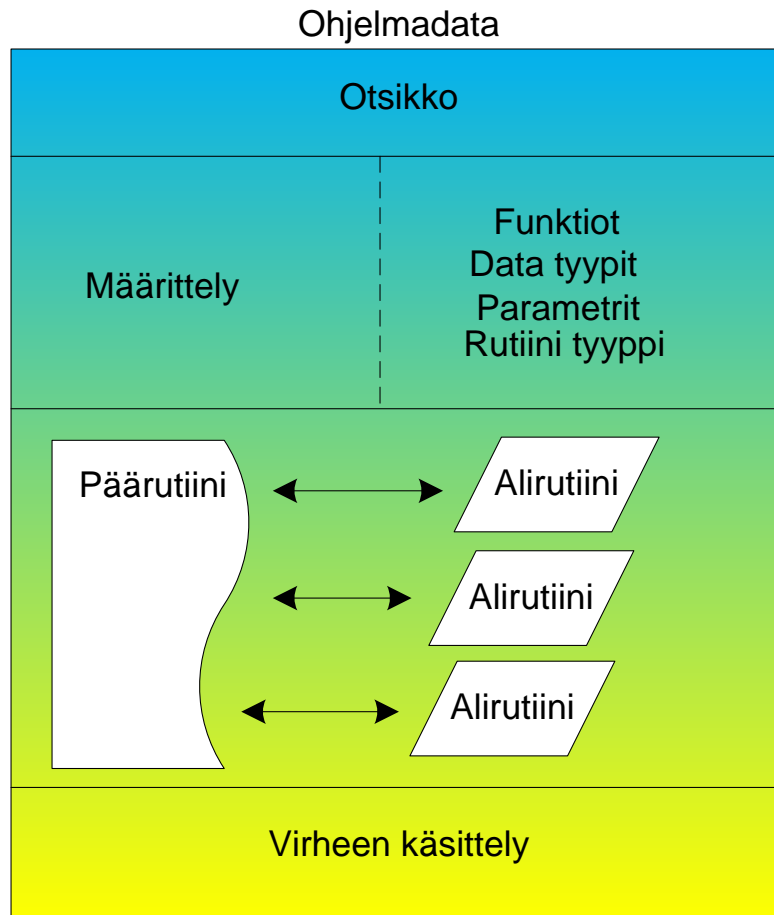 Ohjelmadata
Otsikko
Määrittely
Funktiot
Data tyypit
Parametrit
Rutiini tyyppi
Päärutiini
Alirutiini
Alirutiini
Alirutiini
Virheen käsittely